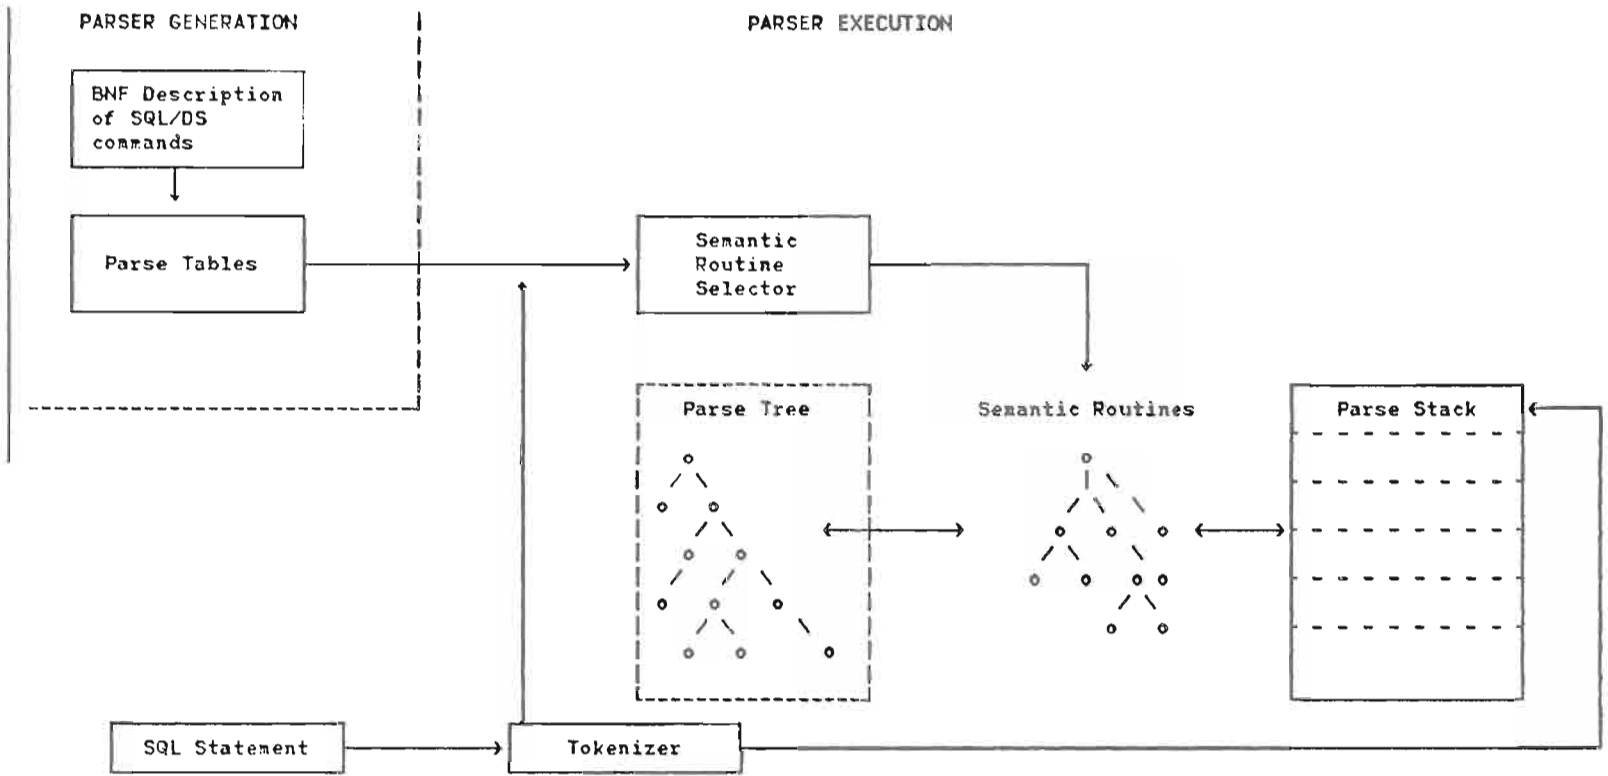 PARSER GENERATION
PARSER EXECUTION
BNF Description
of SQL/DS
commands
Parse Tables
Semantic
Routine
Selector
Parse Tree
Semantic Routines
Parse Stack
SQL Statement
Tokenizer